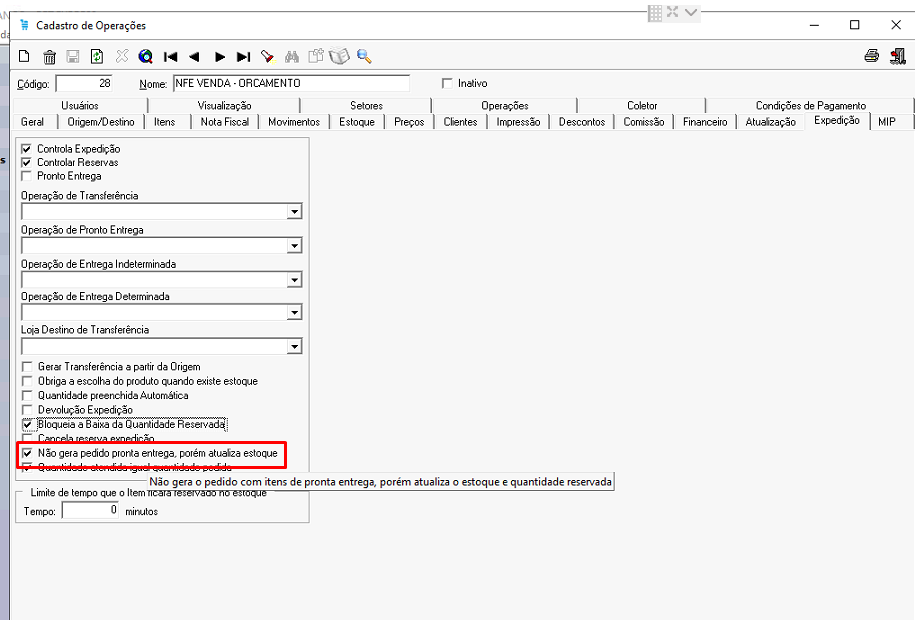 Cadastro de Operações
Código: 28 Nome: NFE VENDA - ORCAMENTO Inativo
Usuários Visualização Setores Operações Coletor Condições de Pagamento
Geral Origem/Destino Itens Nota Fiscal Movimentos Estoque Preços Clientes Impressão Descontos Comissão Financeiro Atualização Expedição MIP
Controla Expedição
Controlar Reservas
Pronto Entrega
Operação de Transferência
Operação de Pronto Entrega
Operação de Entrega Indeterminada
Operação de Entrega Determinada
Loja Destino de Transferência
Gerar Transferência a partir da Origem
Obriga a escolha do produto quando existe estoque
Quantidade preenchida Automática
Devolução Expedição
Bloqueia a Baixa da Quantidade Reservada
Cancela reserva expedição
Não gera pedido pronta entrega, porém atualiza estoque
Quantidade atendida igual quantidade pedido
Não gera o pedido com itens de pronta entrega, porém atualiza o estoque e quantidade reservada
Limite de tempo que o Item ficará reservado no estoque
Tempo: 0 minutos